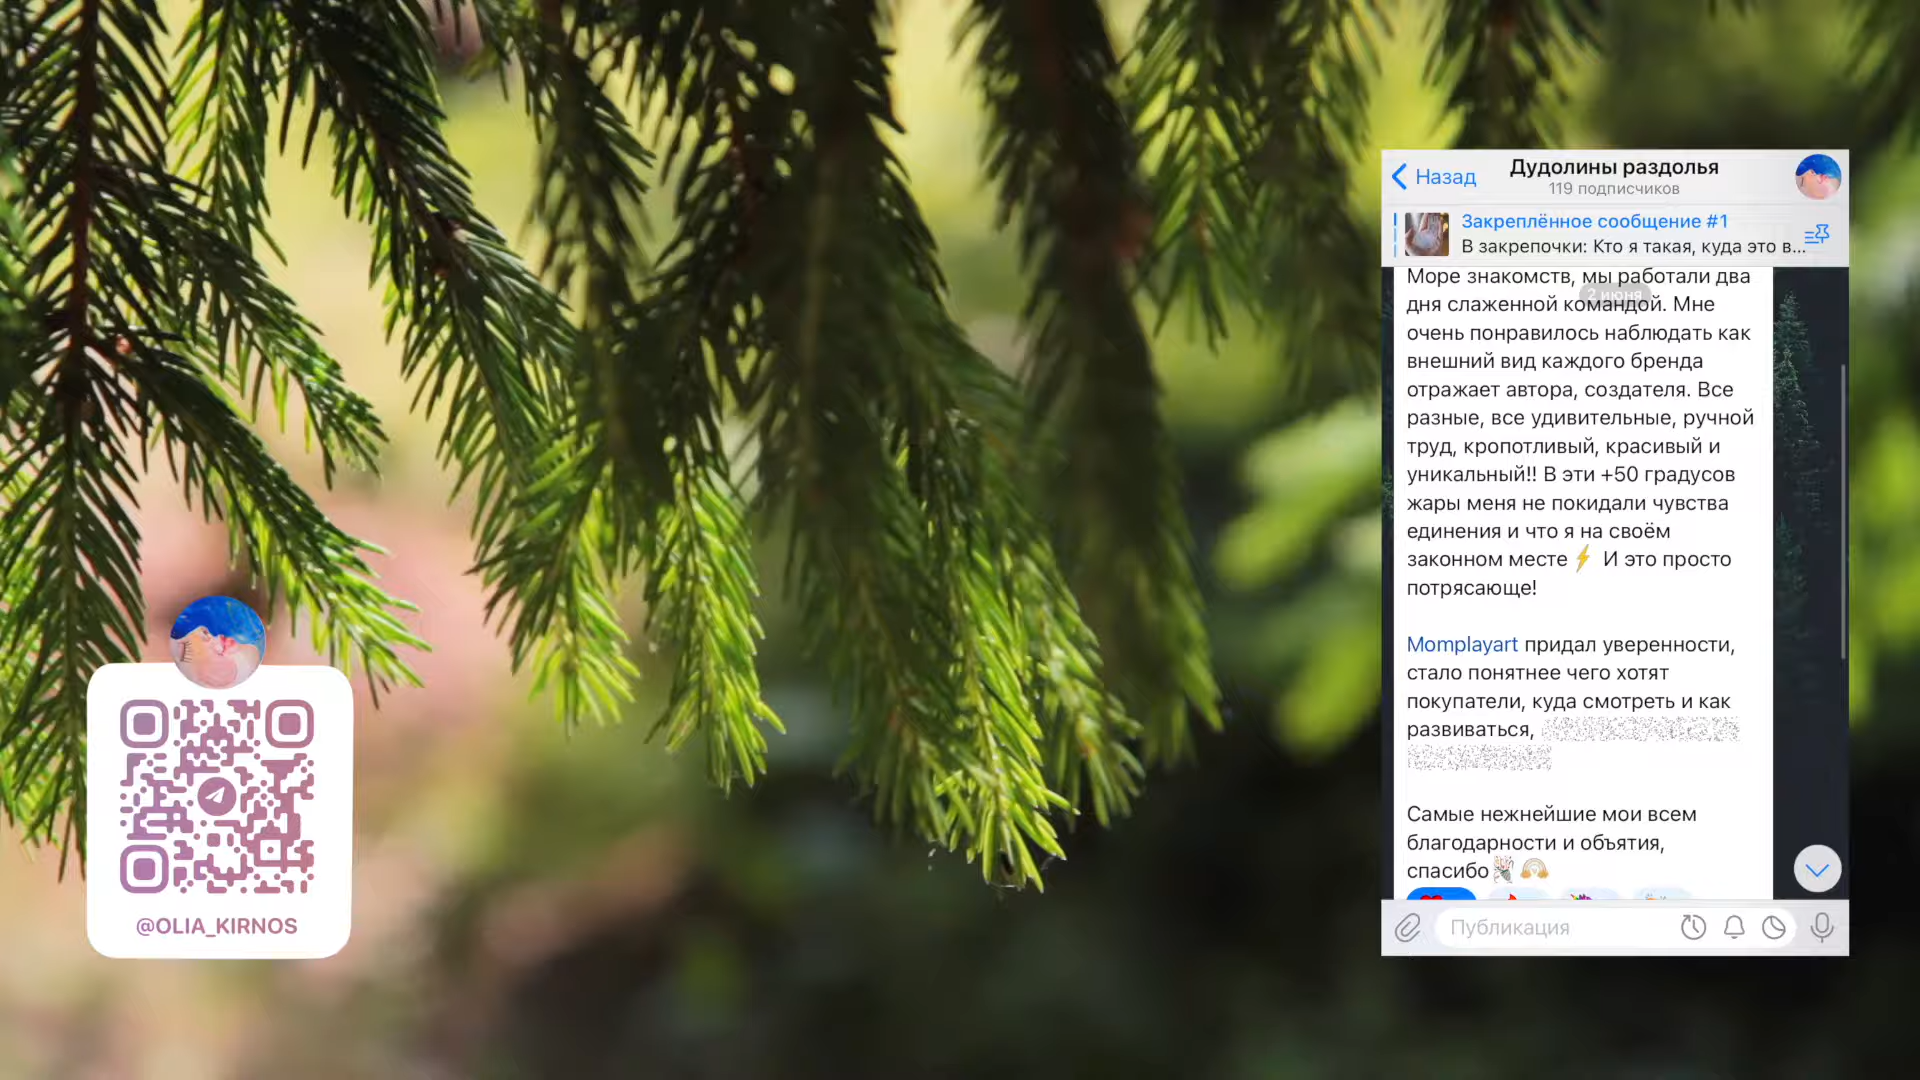 Назад
Дудолины раздолья
119 подписчиков
Закреплённое сообщение #1
В закрепочки: Кто я такая, куда это в...
2 июня
Море знакомств, мы работали два
дня слаженной командой. Мне
очень понравилось наблюдать как
внешний вид каждого бренда
отражает автора, создателя. Все
разные, все удивительные, ручной
труд, кропотливый, красивый и
уникальный!! В эти +50 градусов
жары меня не покидали чувства
единения и что я на своём
законном месте⚡ И это просто
потрясающе!
Momplayart придал уверенности,
стало понятнее чего хотят
покупатели, куда смотреть и как
развиваться,
Самые нежнейшие мои всем
благодарности и объятия,
спасибо
Публикация
@OLIA_KIRNOS